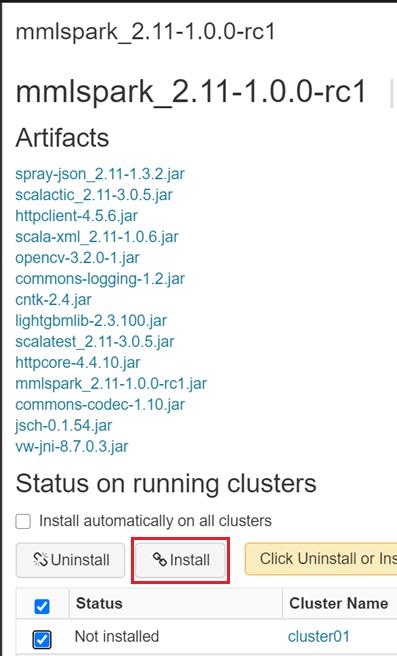 mmlspark_2.11-1.0.0-rc1
mmlspark_2.11-1.0.0-rc1
Artifacts
spray-json_2.11-1.3.2.jar
scalactic_2.11-3.0.5.jar
httpclient-4.5.6.jar
scala-xml_2.11-1.0.6.jar
opencv-3.2.0-1.jar
commons-logging-1.2.jar
cntk-2.4.jar
lightgbmlib-2.3.100.jar
scalatest_2.11-3.0.5.jar
httpcore-4.4.10.jar
mmlspark_2.11-1.0.0-rc1.jar
commons-codec-1.10.jar
jsch-0.1.54.jar
vw-jni-8.7.0.3.jar
Status on running clusters
Install automatically on all clusters
Uninstall Install Click Uninstall or Ins
Status Cluster Name
Not installed cluster01